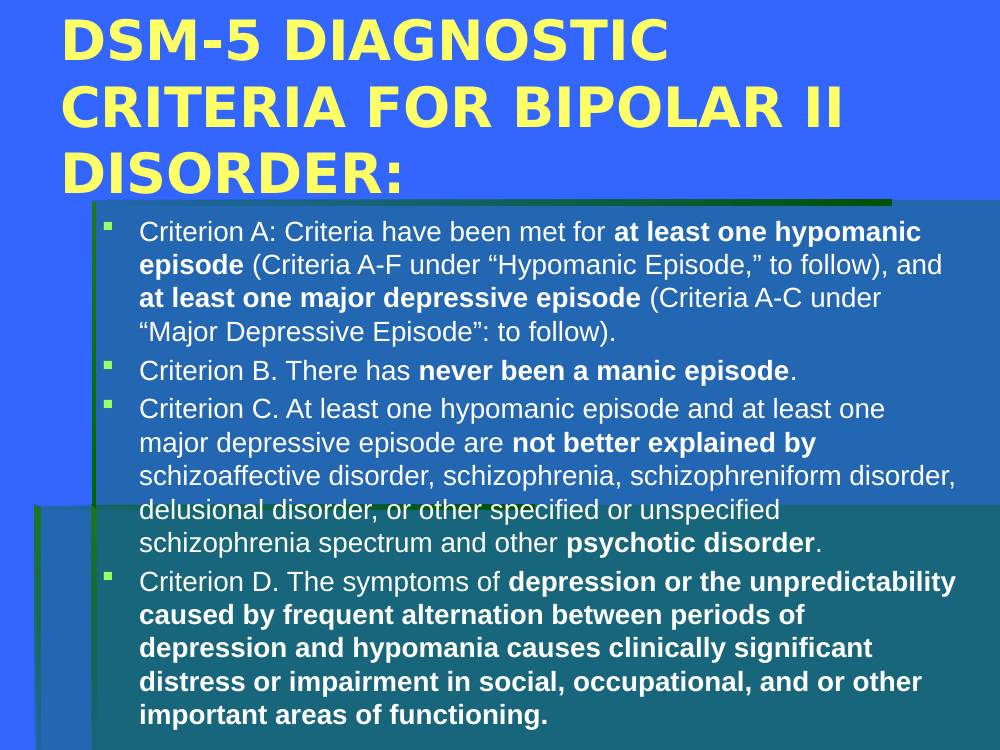 DSM-5 DIAGNOSTIC
CRITERIA FOR BIPOLAR II
DISORDER:
Criterion A: Criteria have been met for at least one hypomanic
episode (Criteria A-F under “Hypomanic Episode,” to follow), and
at least one major depressive episode (Criteria A-C under
“Major Depressive Episode”: to follow).
Criterion B. There has never been a manic episode.
Criterion C. At least one hypomanic episode and at least one
major depressive episode are not better explained by
schizoaffective disorder, schizophrenia, schizophreniform disorder,
delusional disorder, or other specified or unspecified
schizophrenia spectrum and other psychotic disorder.
Criterion D. The symptoms of depression or the unpredictability
caused by frequent alternation between periods of
depression and hypomania causes clinically significant
distress or impairment in social, occupational, and or other
important areas of functioning.